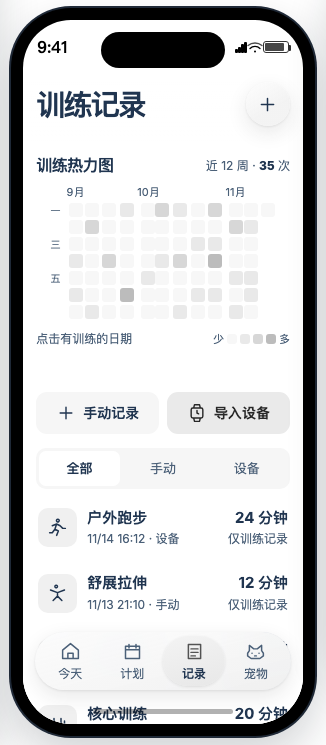 9:41
训练记录
训练热力图
近 12 周 · 35 次
9月 10月 11月
一
三
五
点击有训练的日期
少 多
手动记录
导入设备
全部 手动 设备
户外跑步 24 分钟
11/14 16:12 · 设备 仅训练记录
舒展拉伸 12 分钟
11/13 21:10 · 手动 仅训练记录
今天 计划 记录 宠物
核心训练 20 分钟